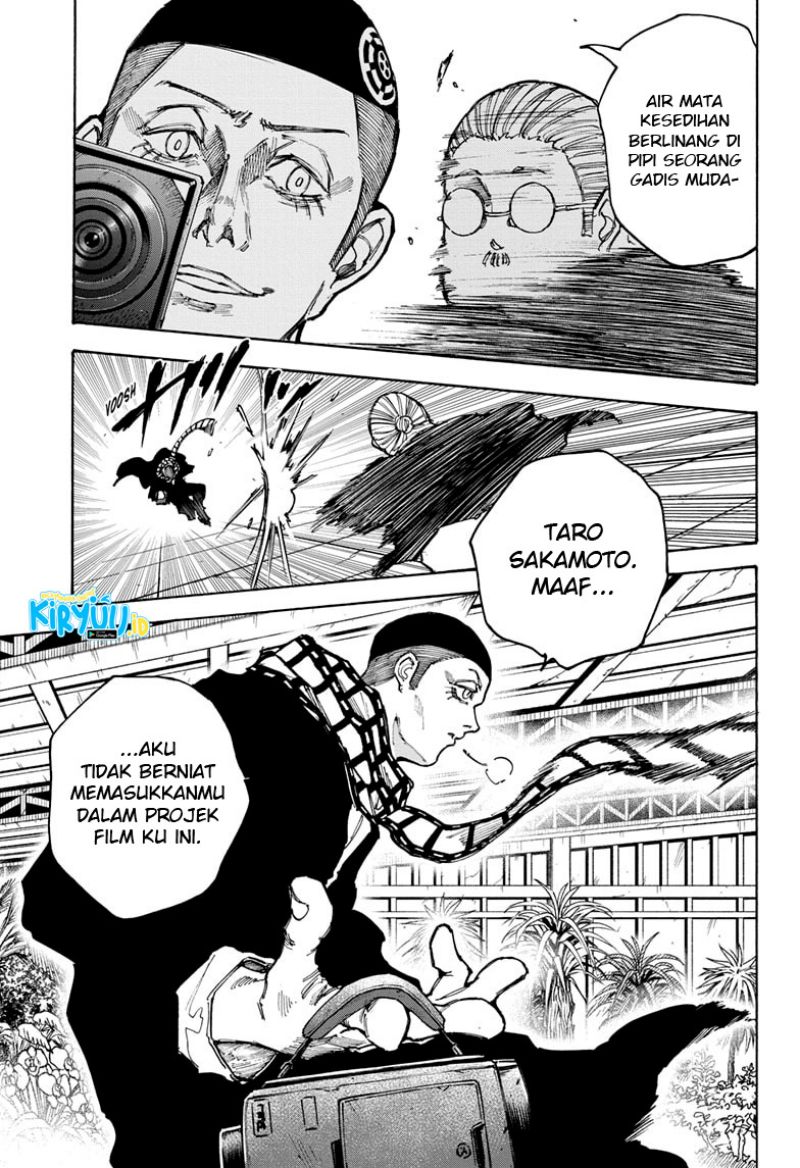 AIR MATA
KESEDIHAN
BERLINANG DI
PIPI SEORANG
GADIS MUDA-
VOOSH
TARO
SAKAMOTO.
MAAF...
KIRYUU.id
...AKU
TIDAK BERNIAT
MEMASUKKANMU
DALAM PROJEK
FILM KU INI.